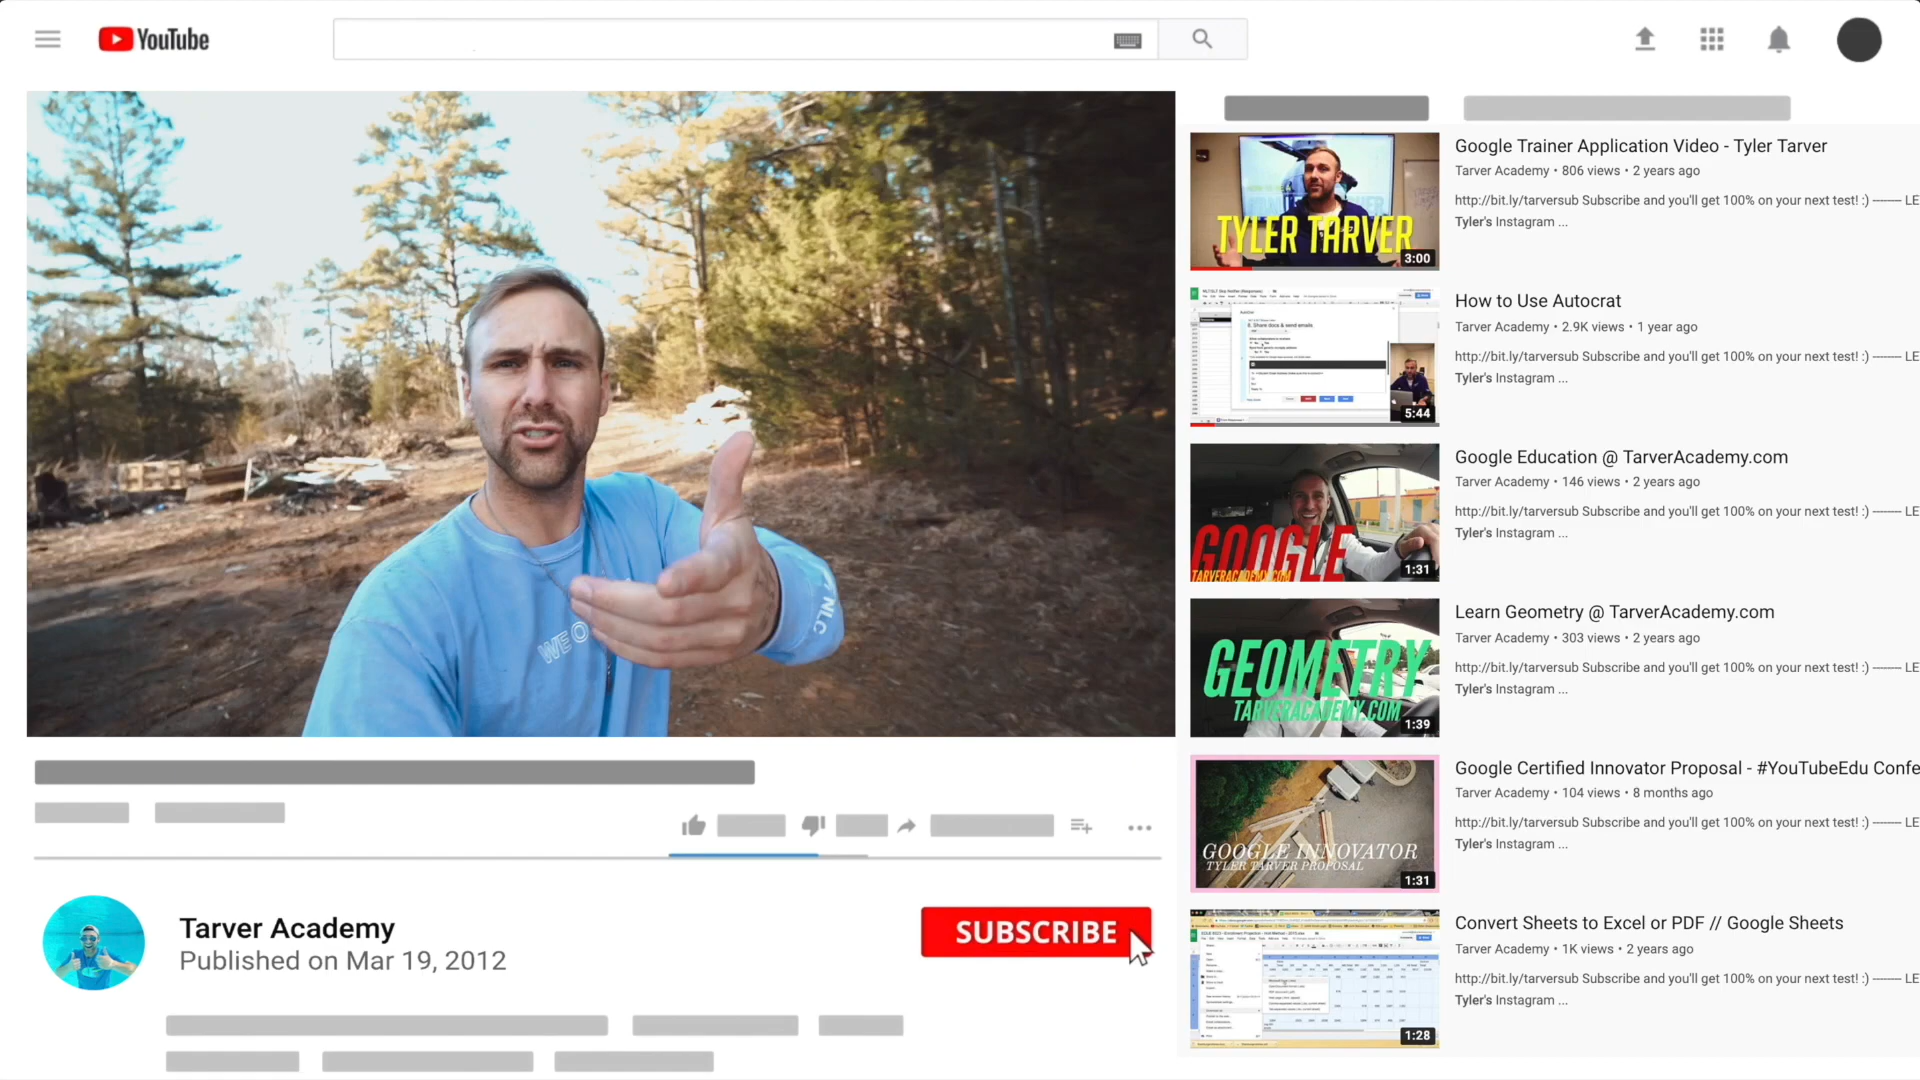 YouTube
WE O
NLC
Tarver Academy
Published on Mar 19, 2012
SUBSCRIBE
TYLER TARVER
3:00
Google Trainer Application Video - Tyler Tarver
Tarver Academy • 806 views • 2 years ago
http://bit.ly/tarversub Subscribe and you'll get 100% on your next test! :) -------- LE
Tyler's Instagram ...
8. Share docs & send emails
5:44
How to Use Autocrat
Tarver Academy • 2.9K views • 1 year ago
http://bit.ly/tarversub Subscribe and you'll get 100% on your next test! :) -------- LE
Tyler's Instagram ...
GOOGLE
TARVERACADEMY.COM
1:31
Google Education @ TarverAcademy.com
Tarver Academy • 146 views • 2 years ago
http://bit.ly/tarversub Subscribe and you'll get 100% on your next test! :) -------- LE
Tyler's Instagram ...
GEOMETRY
TARVERACADEMY.COM
1:39
Learn Geometry @ TarverAcademy.com
Tarver Academy • 303 views • 2 years ago
http://bit.ly/tarversub Subscribe and you'll get 100% on your next test! :) -------- LE
Tyler's Instagram ...
GOOGLE INNOVATOR
TYLER TARVER PROPOSAL
1:31
Google Certified Innovator Proposal - #YouTubeEdu Confe
Tarver Academy • 104 views • 8 months ago
http://bit.ly/tarversub Subscribe and you'll get 100% on your next test! :) -------- LE
Tyler's Instagram ...
1:28
Convert Sheets to Excel or PDF // Google Sheets
Tarver Academy • 1K views • 2 years ago
http://bit.ly/tarversub Subscribe and you'll get 100% on your next test! :) -------- LE
Tyler's Instagram ...